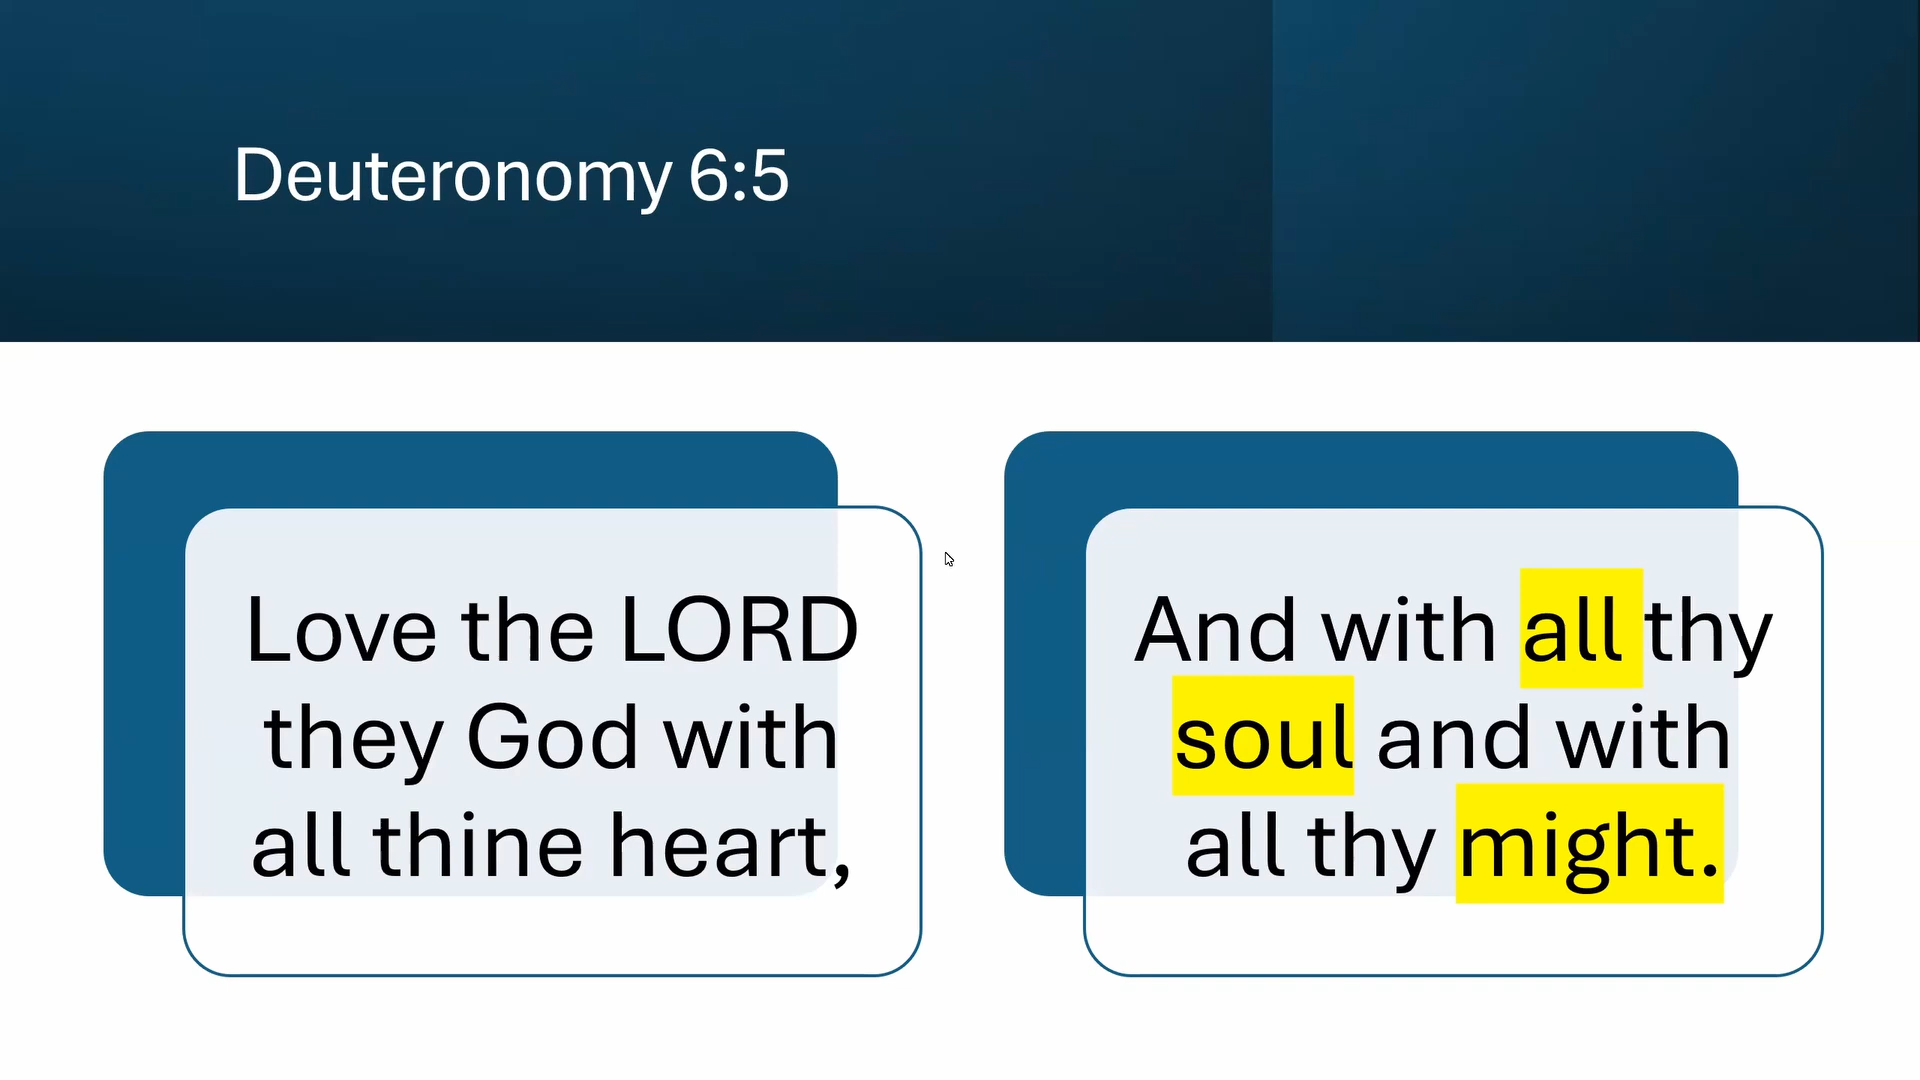 Deuteronomy 6:5
Love the LORD
they God with
all thine heart,
And with all thy
soul and with
all thy might.